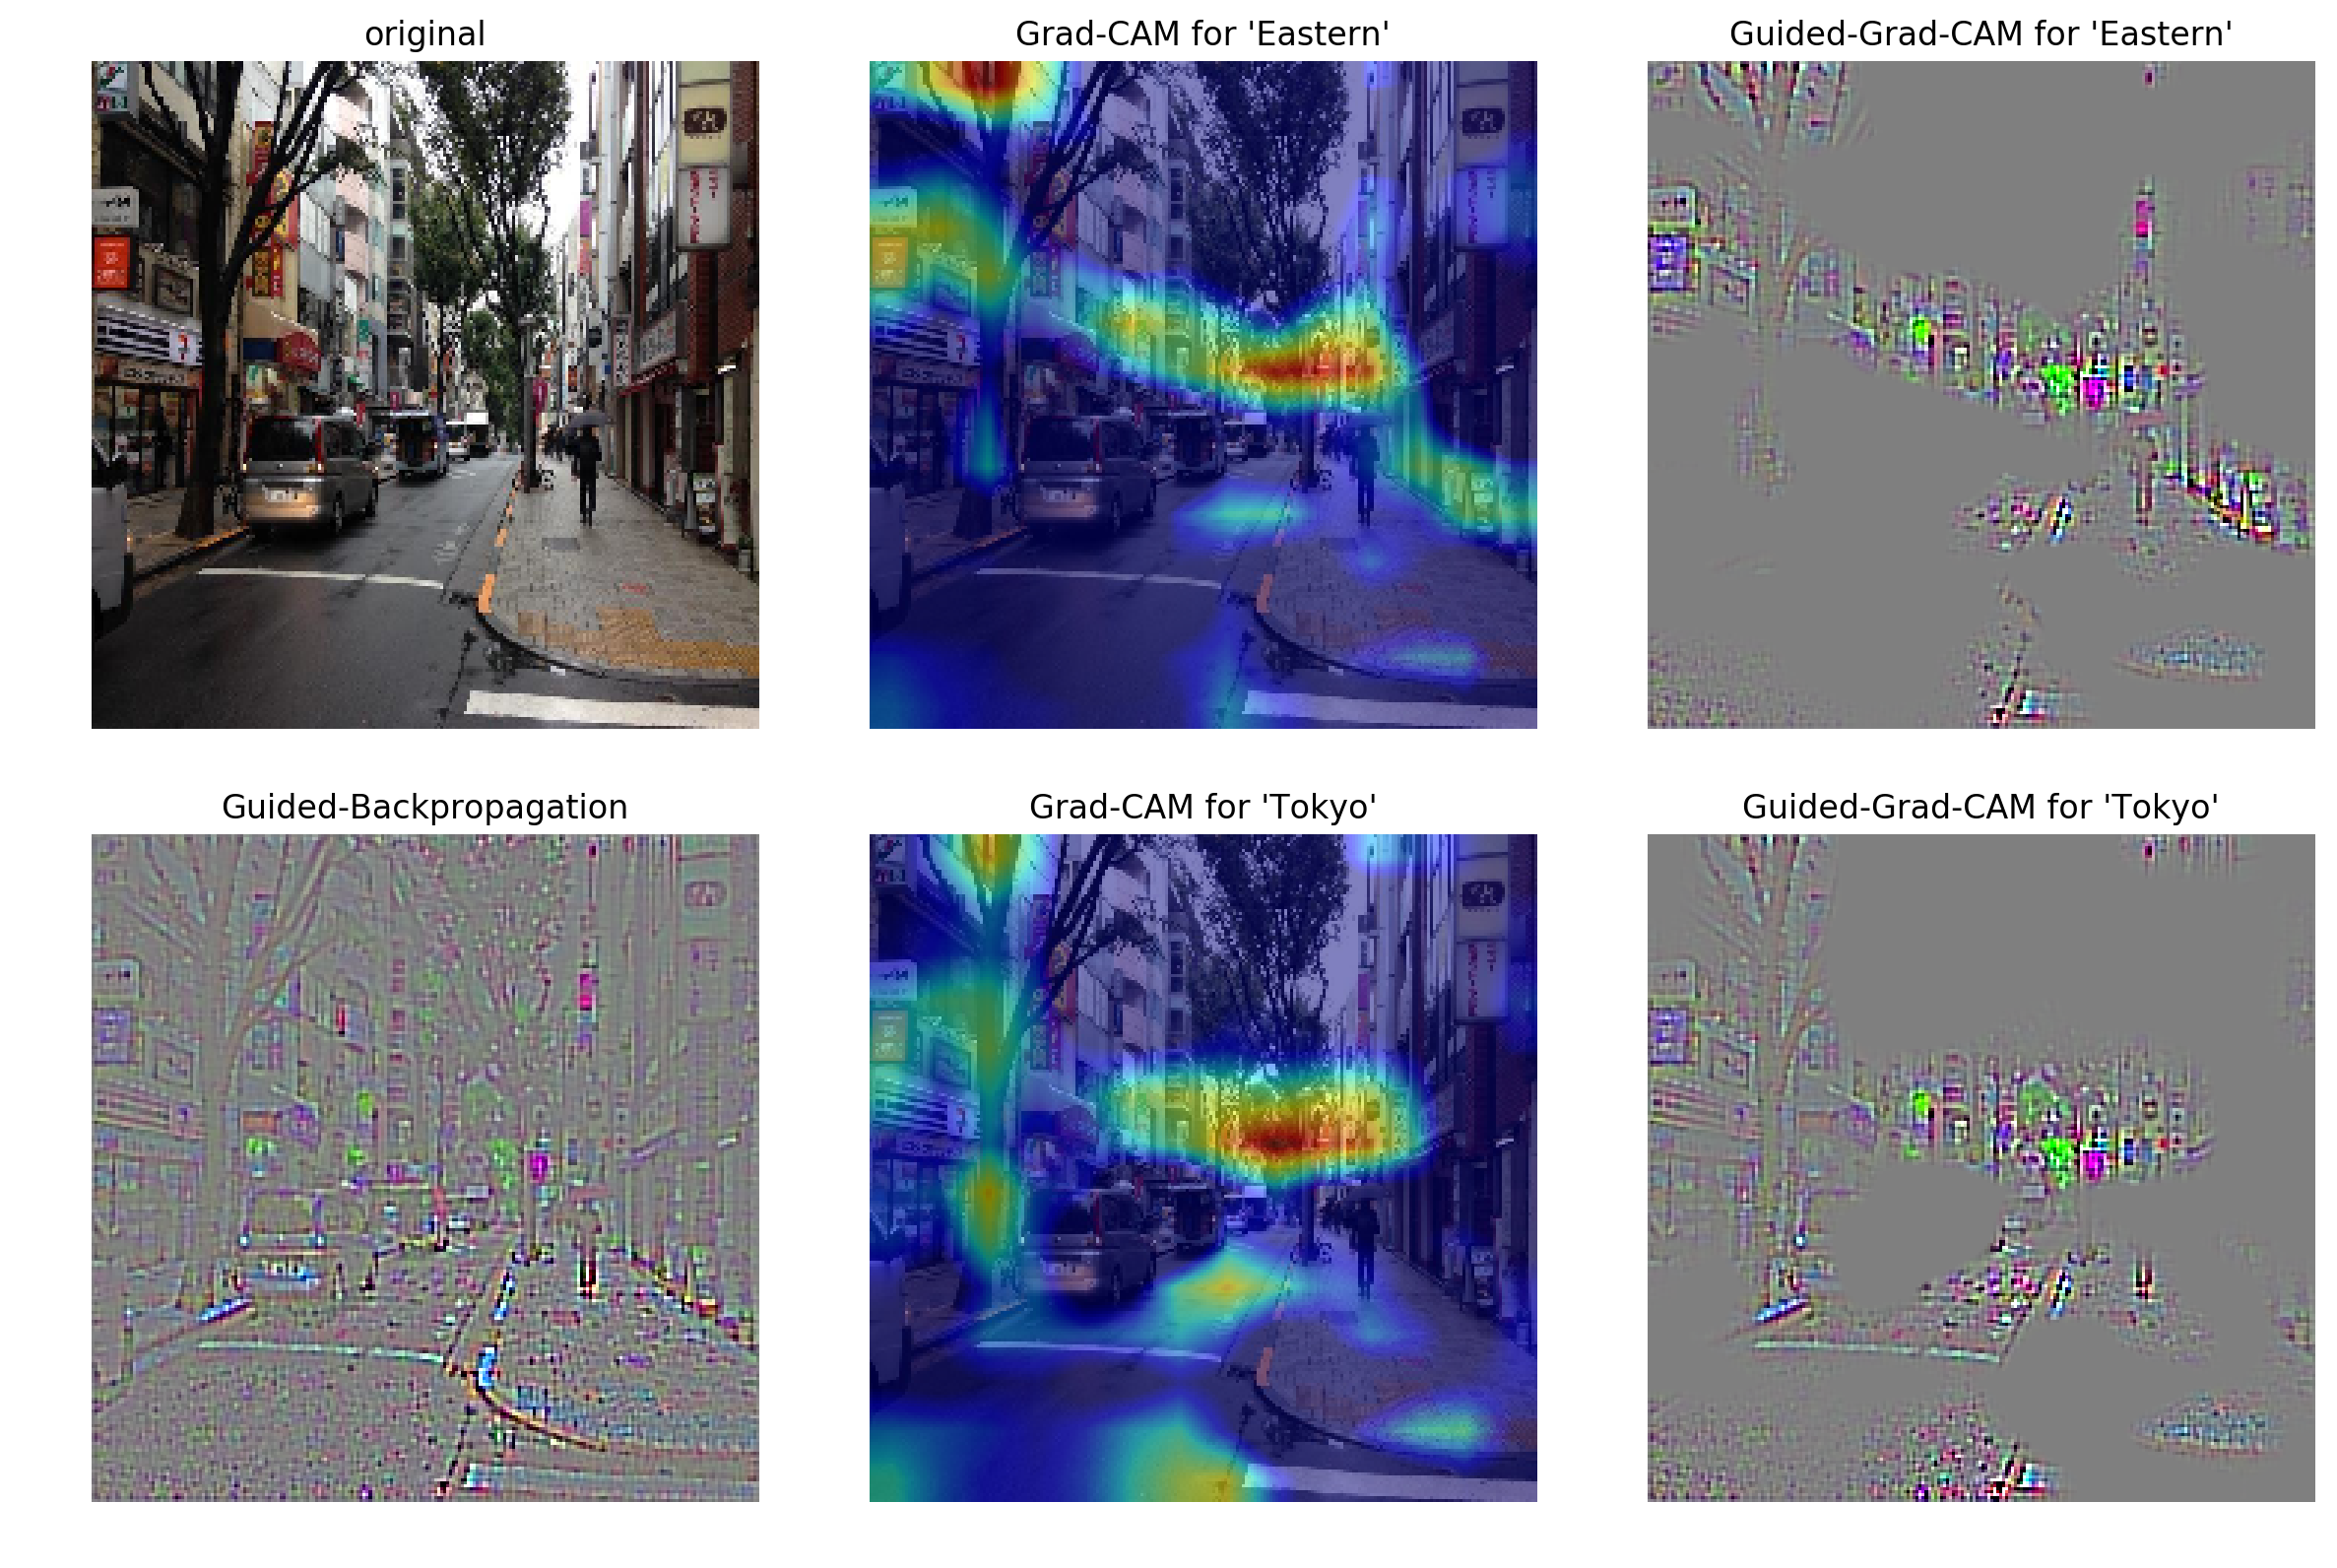 original
Grad-CAM for 'Eastern'
Guided-Grad-CAM for 'Eastern'
Guided-Backpropagation
Grad-CAM for 'Tokyo'
Guided-Grad-CAM for 'Tokyo'